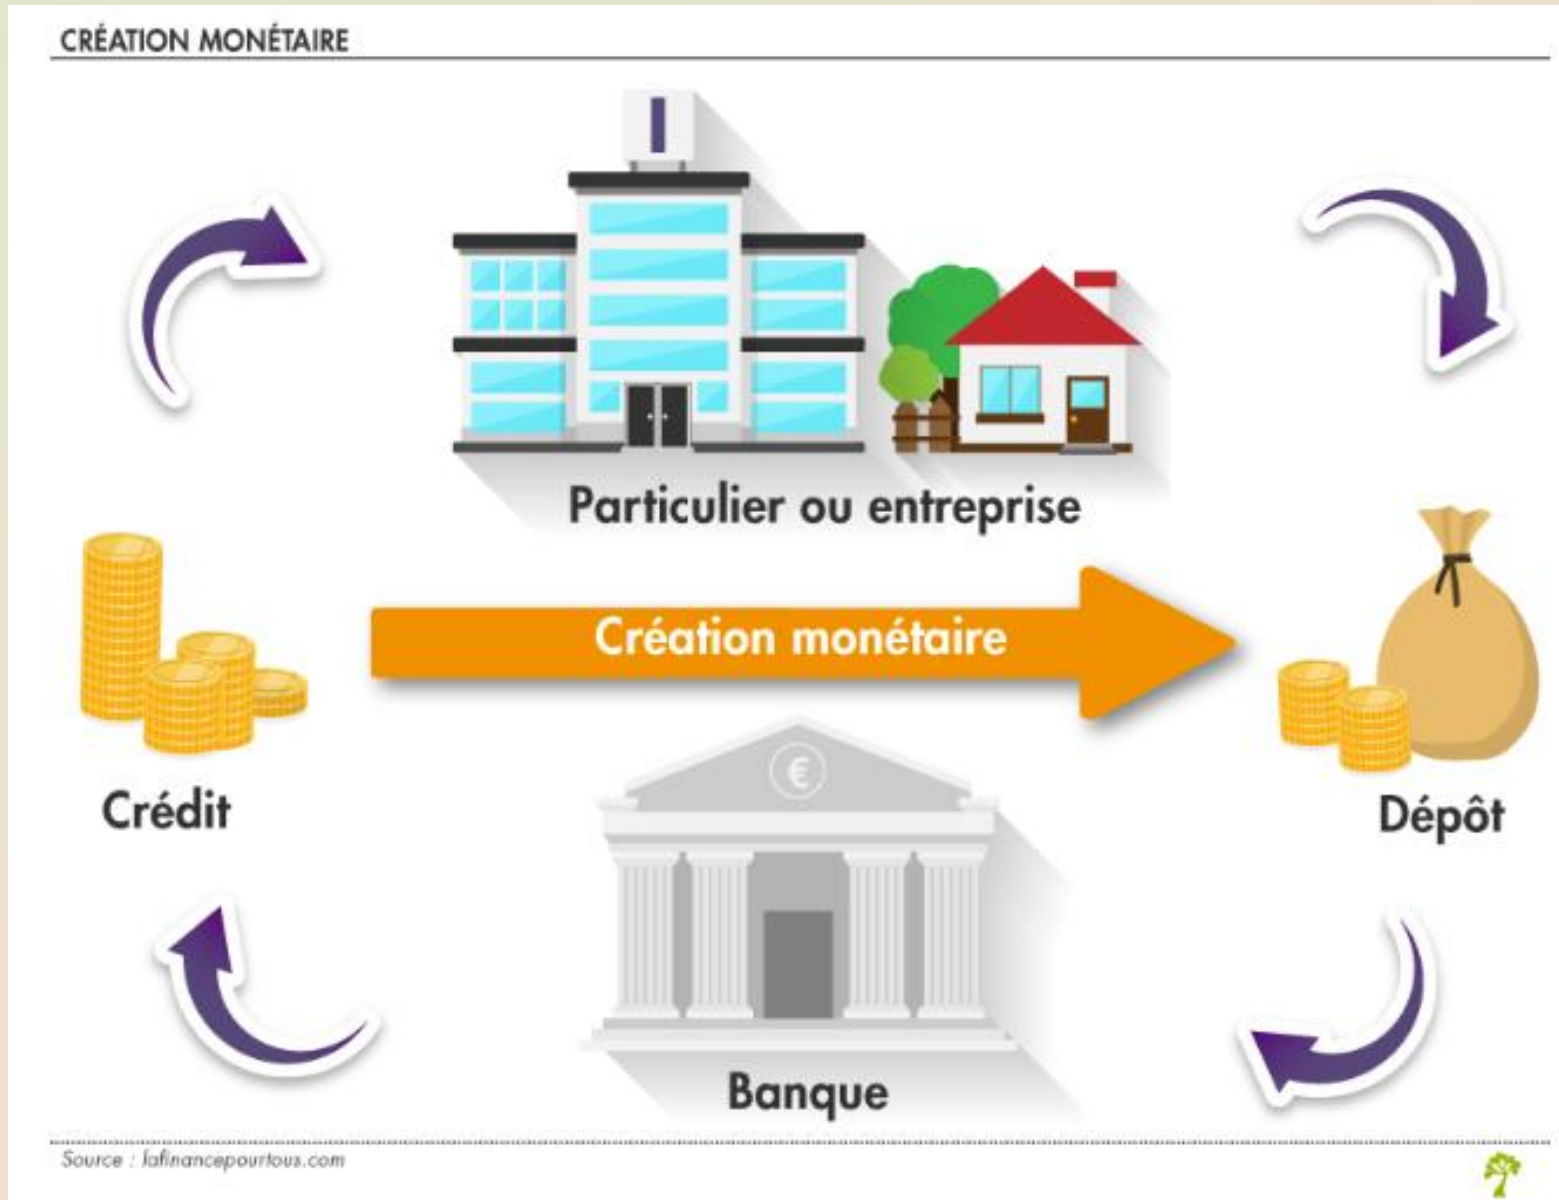 CRÉATION MONÉTAIRE
Particulier ou entreprise
Création monétaire
Crédit
Dépôt
€
Banque
Source : lafinancepourtous.com